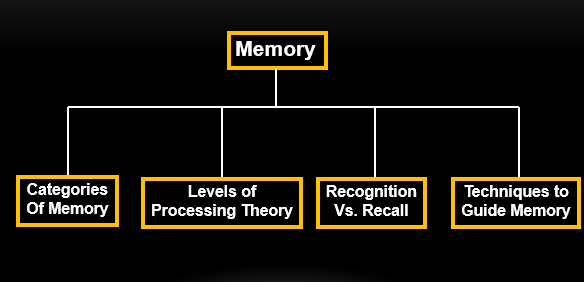 Memory
Categories
Of Memory
Levels of
Processing Theory
Recognition
Vs. Recall
Techniques to
Guide Memory